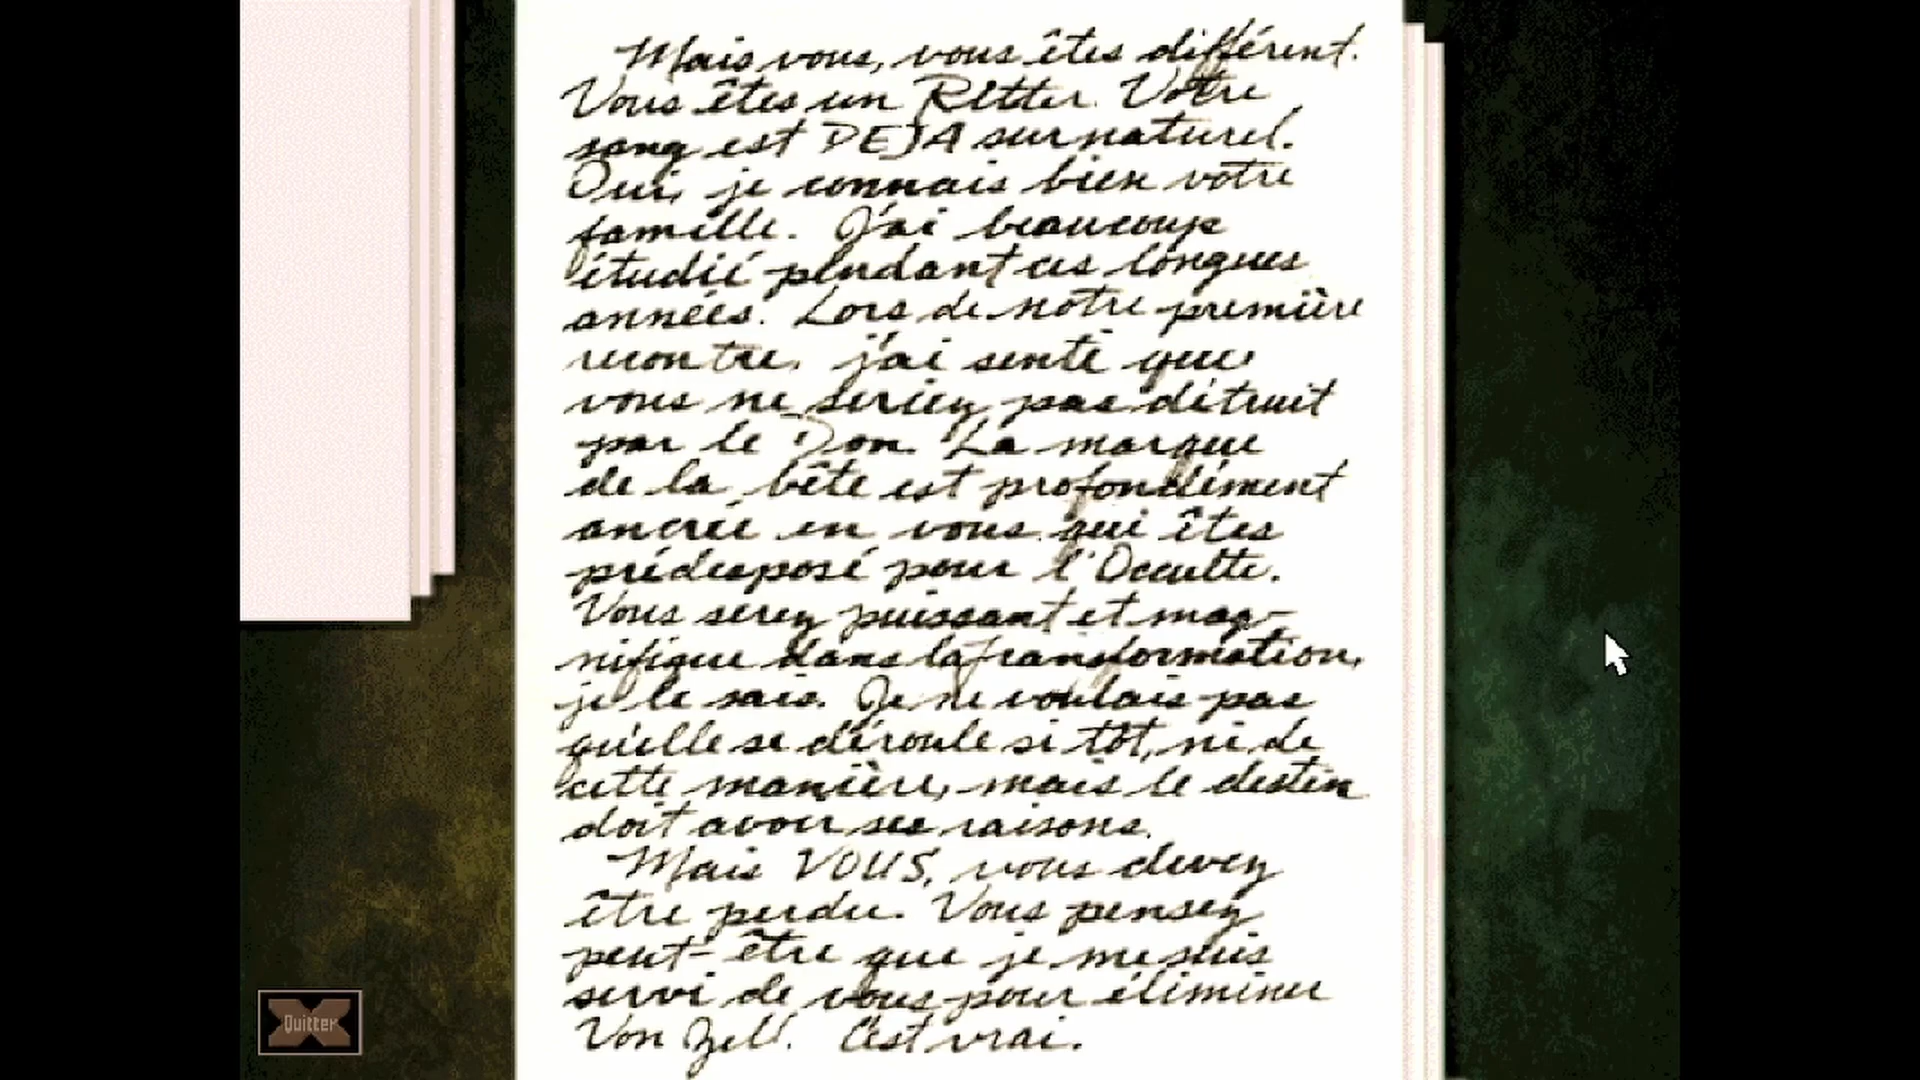 Mais vous, vous êtes différent.
Vous êtes un Ritter. Votre
sang est DEJA surnaturel.
Oui, je connais bien votre
famille. J'ai beaucoup
étudié pendant ces longues
années. Lors de notre première
recontre, j'ai senti que
vous ne seriez pas détruit
par le Don. La marque
de la bête est profondément
ancrée en vous qui êtes
prédisposé pour l'Occulte.
Vous serez puissant et mag-
nifique dans la transformation,
je le sais. Je ne voulais pas
qu'elle se déroule si tôt, ni de
cette manière, mais le destin
doit avoir ses raisons.
Mais VOUS, vous devez
être perdu. Vous pensez
peut-être que je me suis
servi de vous pour éliminer
Von Zell. C'est vrai.
Quitter